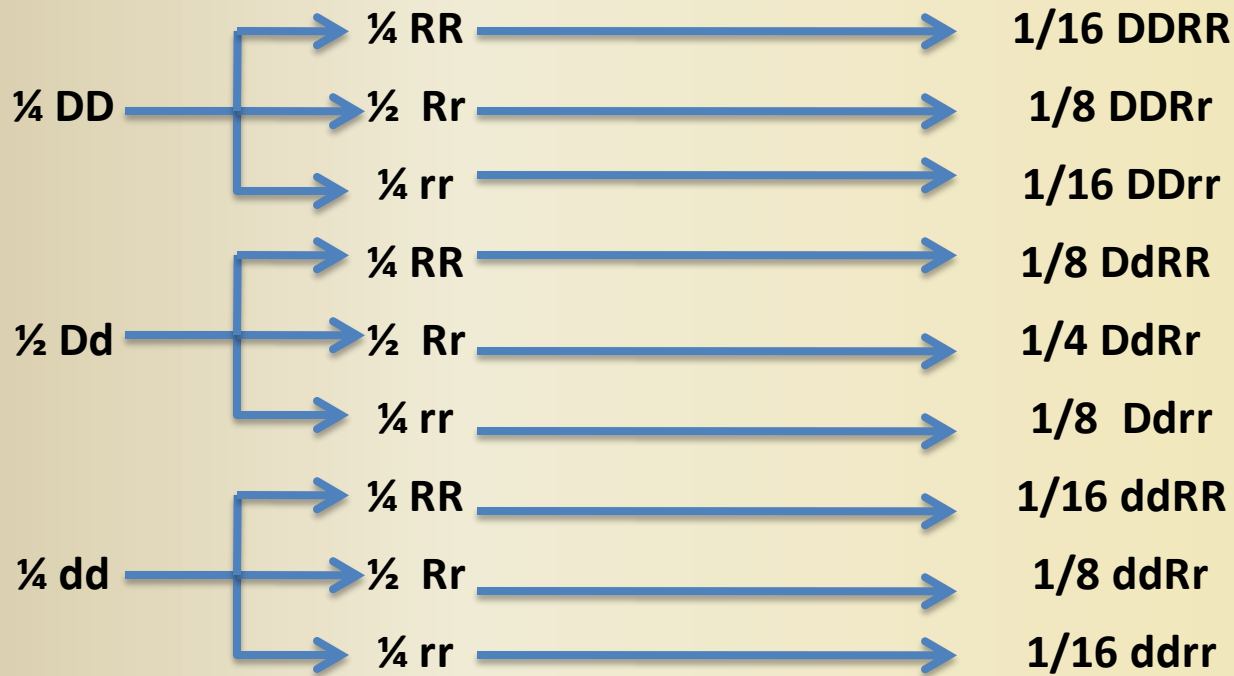 ¼ RR 1/16 DDRR
¼ DD ½ Rr 1/8 DDRr
¼ rr 1/16 DDrr
¼ RR 1/8 DdRR
½ Dd ½ Rr 1/4 DdRr
¼ rr 1/8 Ddrr
¼ RR 1/16 ddRR
¼ dd ½ Rr 1/8 ddRr
¼ rr 1/16 ddrr